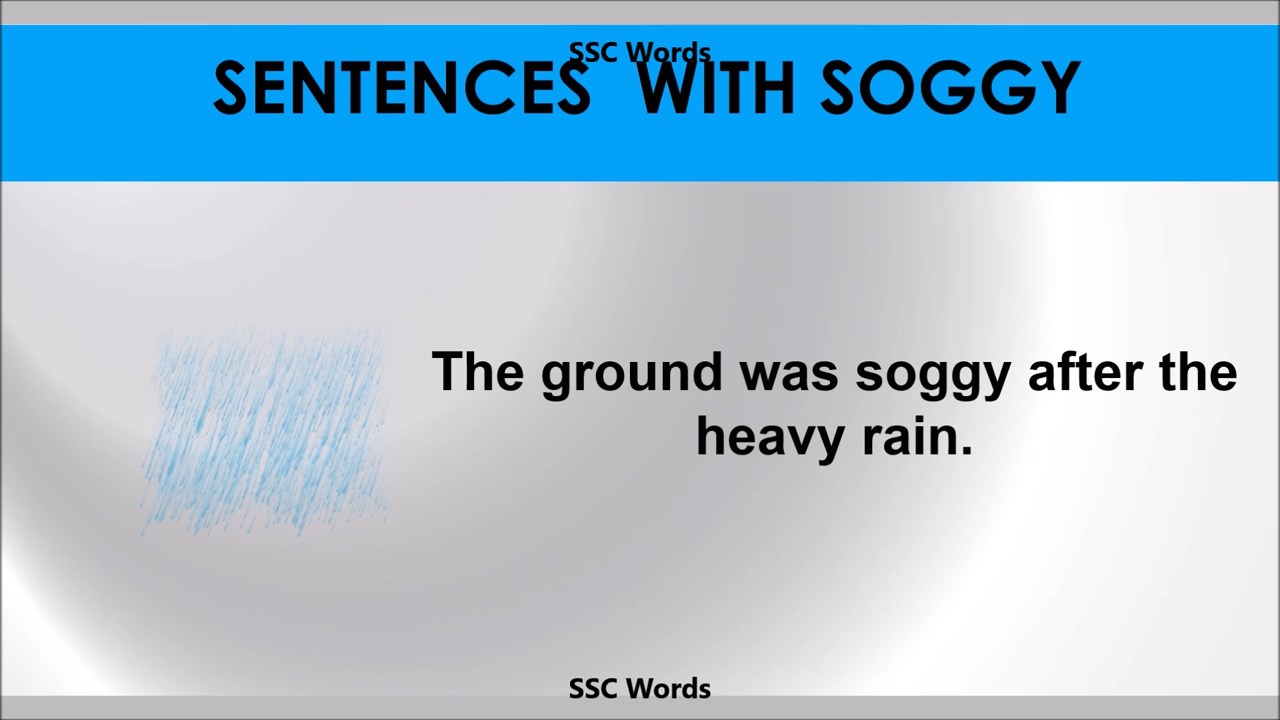 SSC Words
SENTENCES WITH SOGGY
The ground was soggy after the
heavy rain.
SSC Words